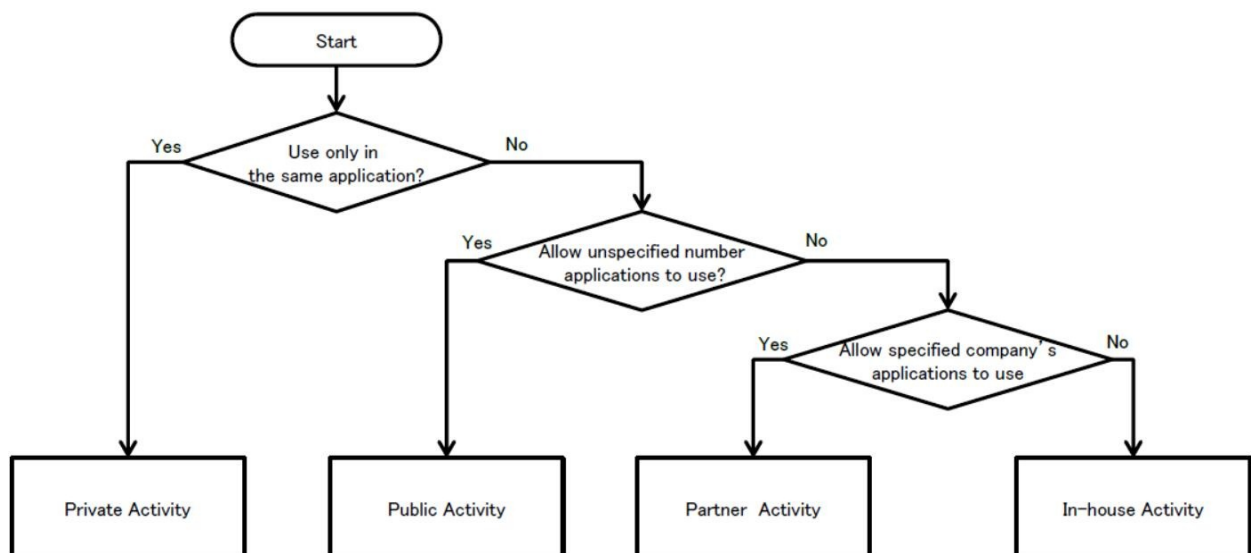 Start
Yes
No
Use only in
the same application?
Yes
No
Allow unspecified number
applications to use?
Yes
No
Allow specified company's
applications to use
Private Activity
Public Activity
Partner Activity
In-house Activity